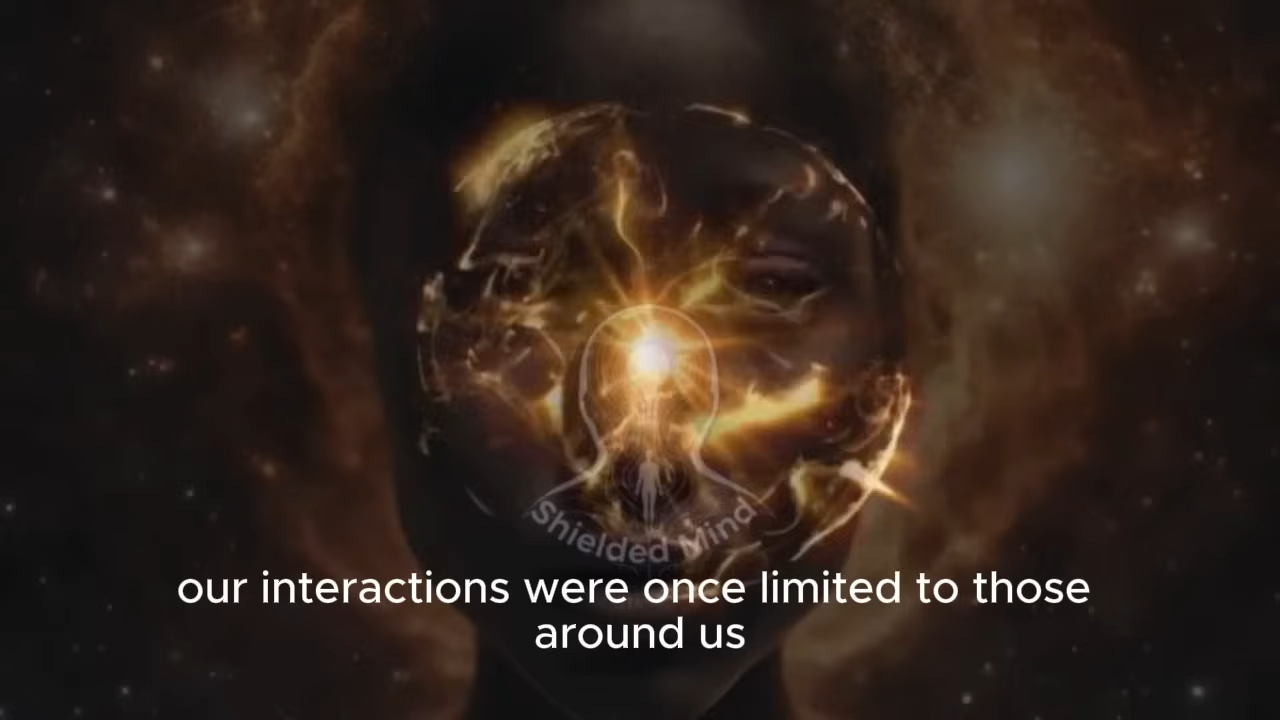 Shielded Mind
our interactions were once limited to those
around us